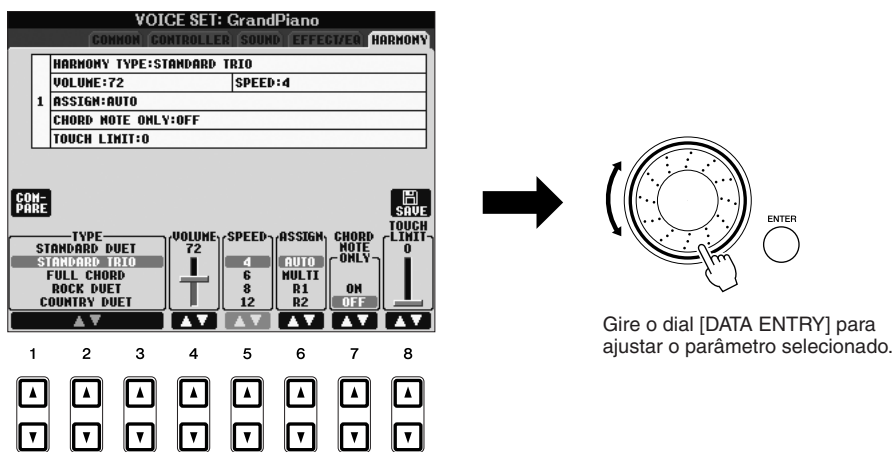 VOICE SET: GrandPiano
COMMON CONTROLLER SOUND EFFECT/EQ HARMONY
HARMONY TYPE:STANDARD TRIO
VOLUME:72 SPEED:4
1 ASSIGN:AUTO
CHORD NOTE ONLY:OFF
TOUCH LIMIT:0
COM-
PARE
SAVE
TYPE
STANDARD DUET
STANDARD TRIO
FULL CHORD
ROCK DUET
COUNTRY DUET
VOLUME
72
SPEED
4
6
8
12
ASSIGN
AUTO
MULTI
R1
R2
CHORD
NOTE
ONLY
ON
OFF
TOUCH
LIMIT
0
1 2 3 4 5 6 7 8
ENTER
Gire o dial [DATA ENTRY] para
ajustar o parâmetro selecionado.